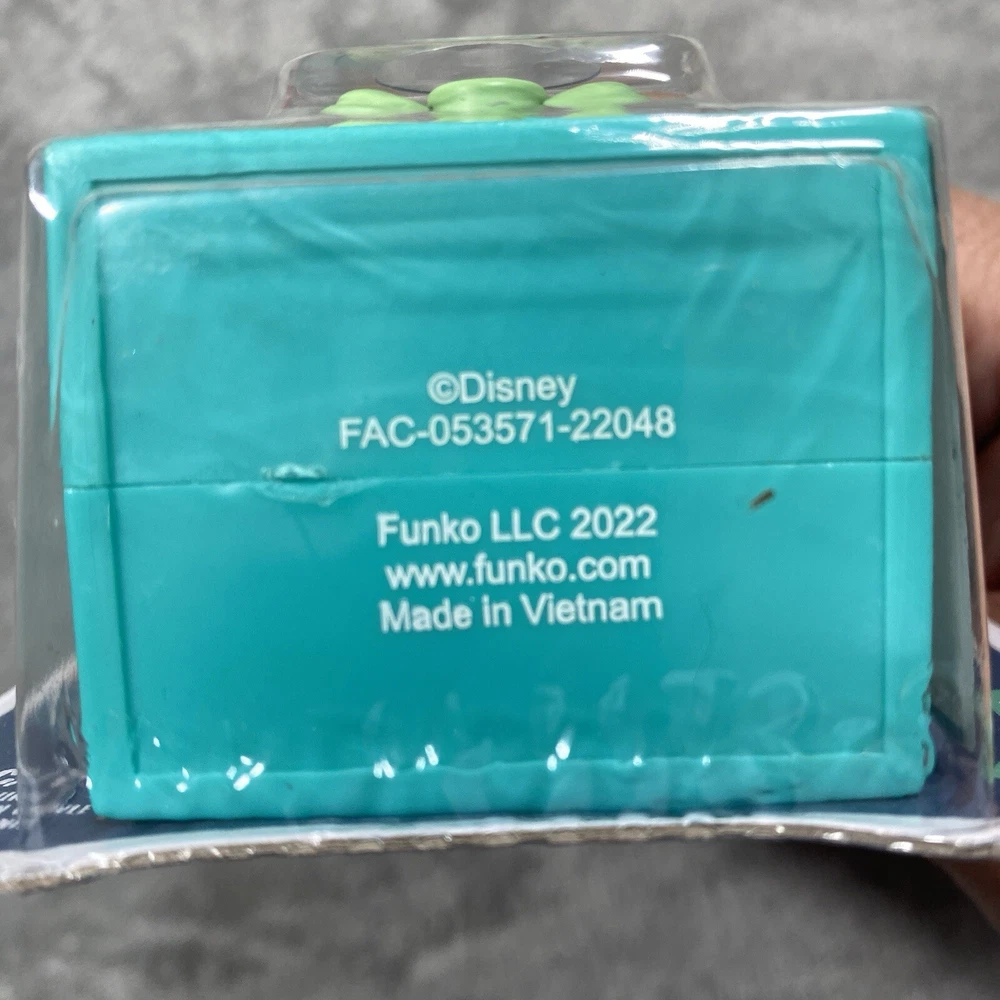 ©Disney
FAC-053571-22048
Funko LLC 2022
www.funko.com
Made in Vietnam